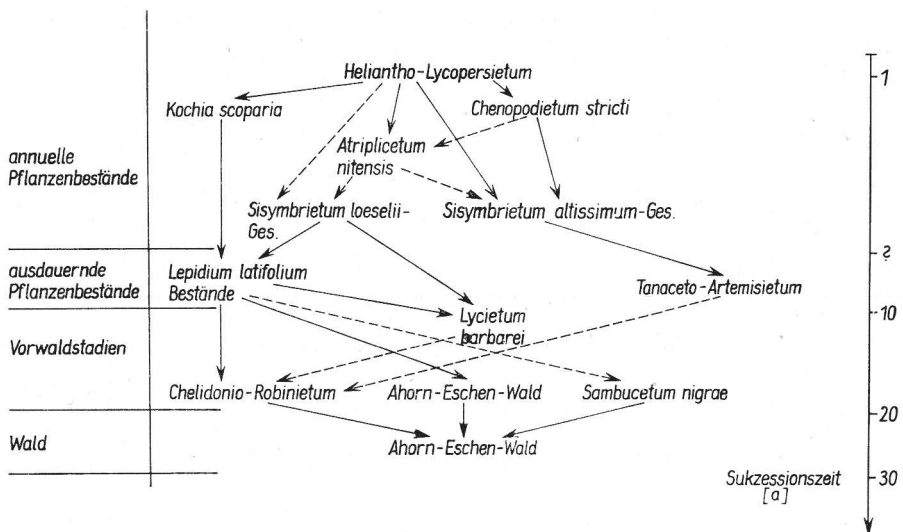 Heliantho-Lycopersietum
1
Kochia scoparia
Chenopodietum stricti
Atriplicetum
nitensis
annuelle
Pflanzenbestände
Sisymbrietum loeselii-
Ges.
Sisymbrietum altissimum-Ges.
2
ausdauernde
Pflanzenbestände
Lepidium latifolium
Bestände
Tanaceto-Artemisietum
10
Lycietum
barbarei
Vorwaldstadien
Chelidonio-Robinietum
Ahorn-Eschen-Wald
Sambucetum nigrae
20
Wald
Ahorn-Eschen-Wald
30
Sukzessionszeit
[a]